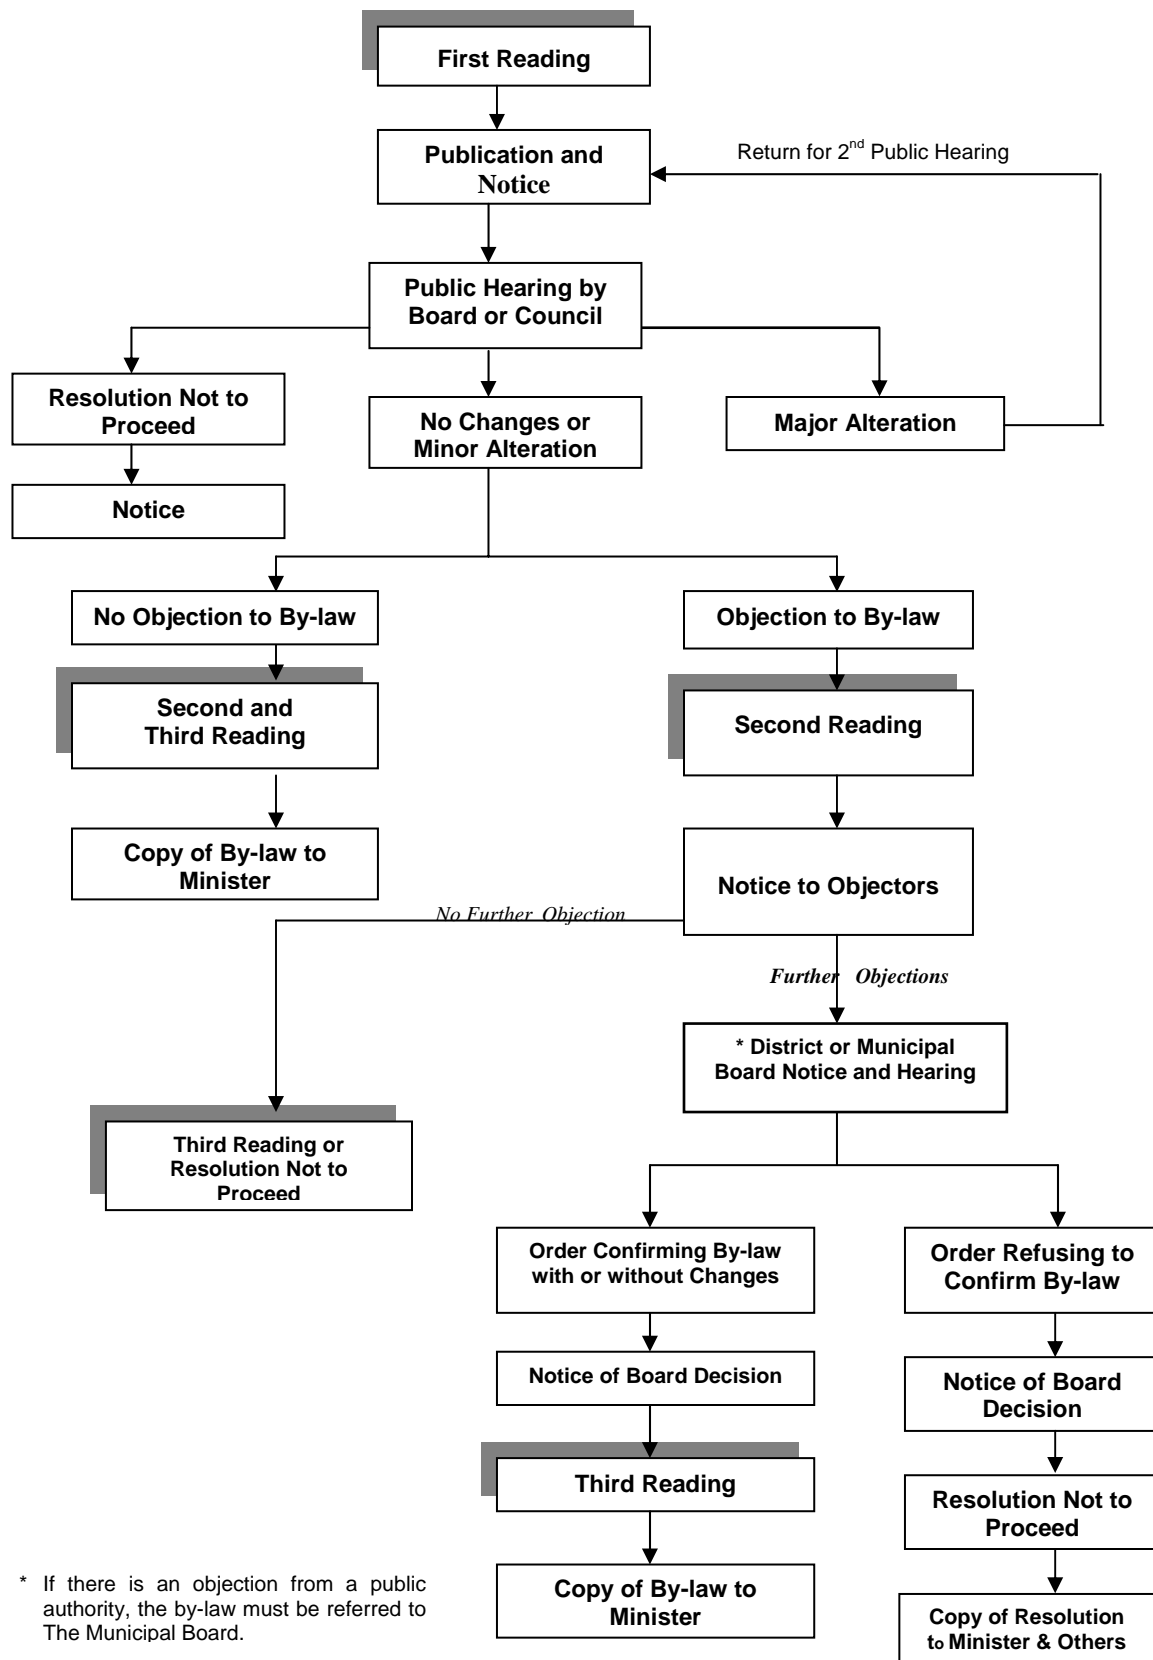 First Reading
Publication and
Notice
Return for 2nd Public Hearing
Public Hearing by
Board or Council
Resolution Not to
Proceed
No Changes or
Minor Alteration
Major Alteration
Notice
No Objection to By-law
Objection to By-law
Second and
Third Reading
Second Reading
Copy of By-law to
Minister
Notice to Objectors
No Further Objection
Further Objections
* District or Municipal
Board Notice and Hearing
Third Reading or
Resolution Not to
Proceed
Order Confirming By-law
with or without Changes
Order Refusing to
Confirm By-law
Notice of Board Decision
Notice of Board
Decision
Third Reading
Resolution Not to
Proceed
Copy of By-law to
Minister
Copy of Resolution
to Minister & Others
* If there is an objection from a public
authority, the by-law must be referred to
The Municipal Board.